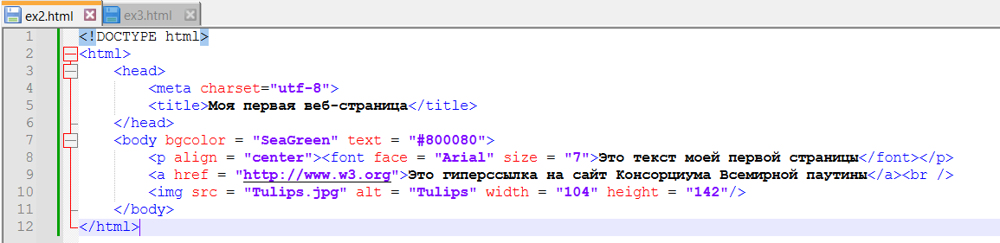 ex2.html ex3.html
1 <!DOCTYPE html>
2 <html>
3 <head>
4 <meta charset="utf-8">
5 <title>Моя первая веб-страница</title>
6 </head>
7 <body bgcolor = "SeaGreen" text = "#800080">
8 <p align = "center"><font face = "Arial" size = "7">Это текст моей первой страницы</font></p>
9 <a href = "http://www.w3.org">Это гиперссылка на сайт Консорциума Всемирной паутины</a><br />
10 <img src = "Tulips.jpg" alt = "Tulips" width = "104" height = "142"/>
11 </body>
12 </html>